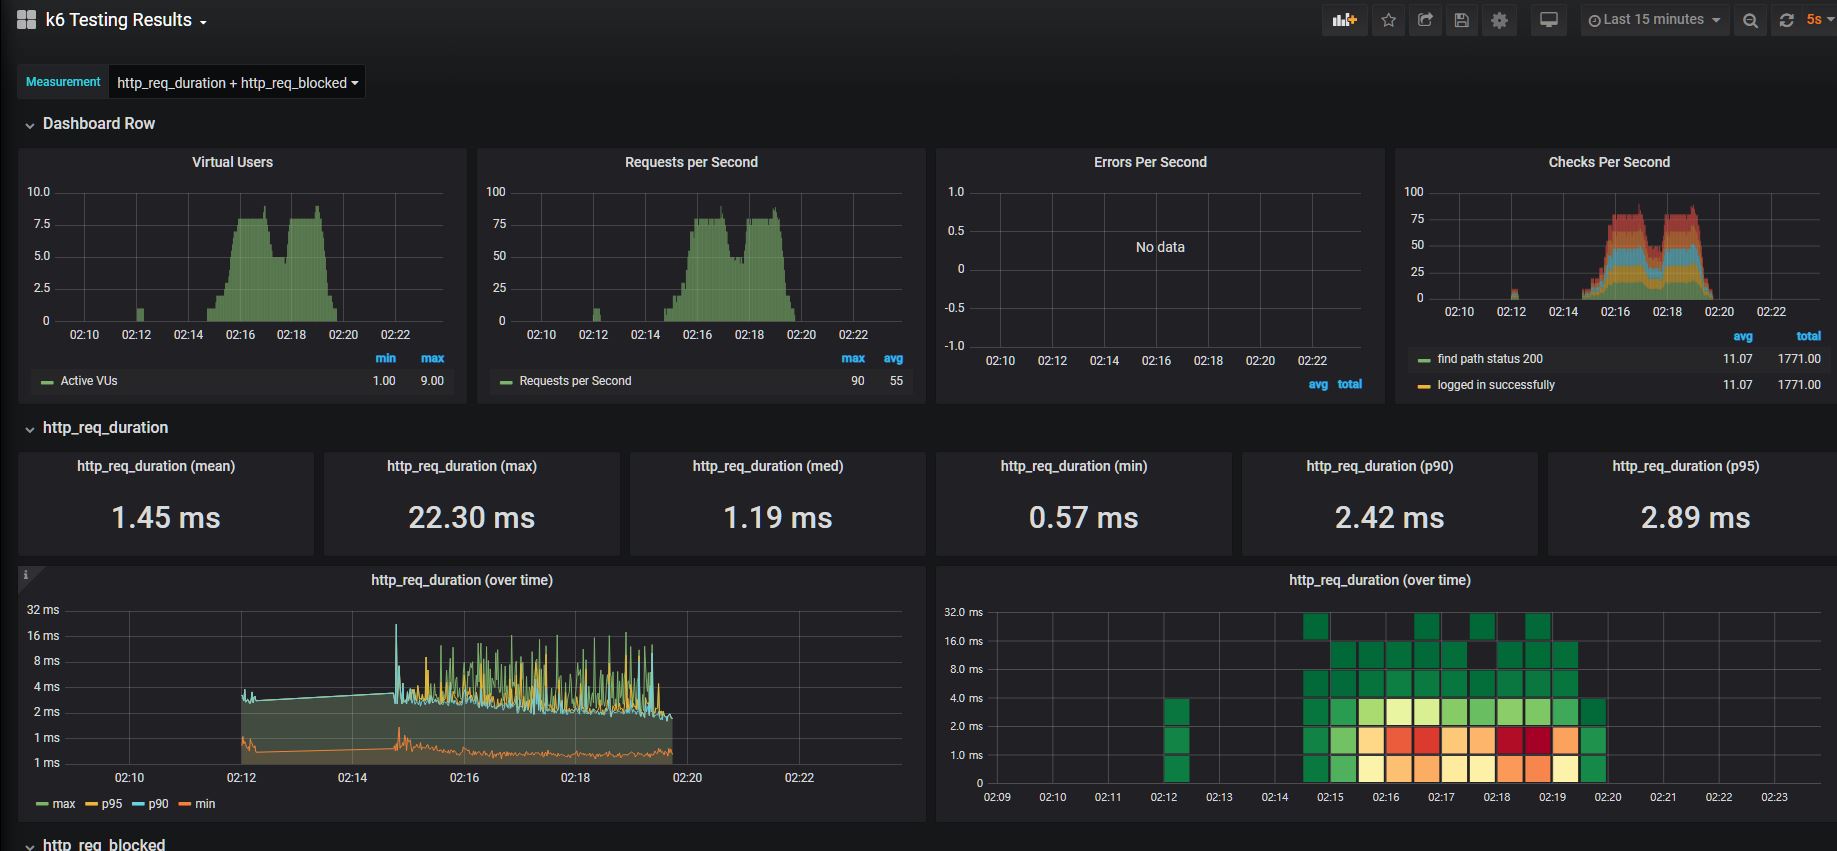 k6 Testing Results
Last 15 minutes
5s
Measurement
http_req_duration + http_req_blocked
Dashboard Row
Virtual Users
10.0
7.5
5.0
2.5
0
02:10 02:12 02:14 02:16 02:18 02:20 02:22
min max
Active VUs 1.00 9.00
Requests per Second
100
75
50
25
0
02:10 02:12 02:14 02:16 02:18 02:20 02:22
max avg
Requests per Second 90 55
Errors Per Second
1.0
0.5
0
-0.5
-1.0
No data
02:10 02:12 02:14 02:16 02:18 02:20 02:22
avg total
Checks Per Second
100
75
50
25
0
02:10 02:12 02:14 02:16 02:18 02:20 02:22
avg total
find path status 200 11.07 1771.00
logged in successfully 11.07 1771.00
http_req_duration
http_req_duration (mean)
1.45 ms
http_req_duration (max)
22.30 ms
http_req_duration (med)
1.19 ms
http_req_duration (min)
0.57 ms
http_req_duration (p90)
2.42 ms
http_req_duration (p95)
2.89 ms
i
http_req_duration (over time)
32 ms
16 ms
8 ms
4 ms
2 ms
1 ms
1 ms
02:10 02:12 02:14 02:16 02:18 02:20 02:22
max p95 p90 min
http_req_duration (over time)
32.0 ms
16.0 ms
8.0 ms
4.0 ms
2.0 ms
1.0 ms
0
02:09 02:10 02:11 02:12 02:13 02:14 02:15 02:16 02:17 02:18 02:19 02:20 02:21 02:22 02:23
http_req_blocked